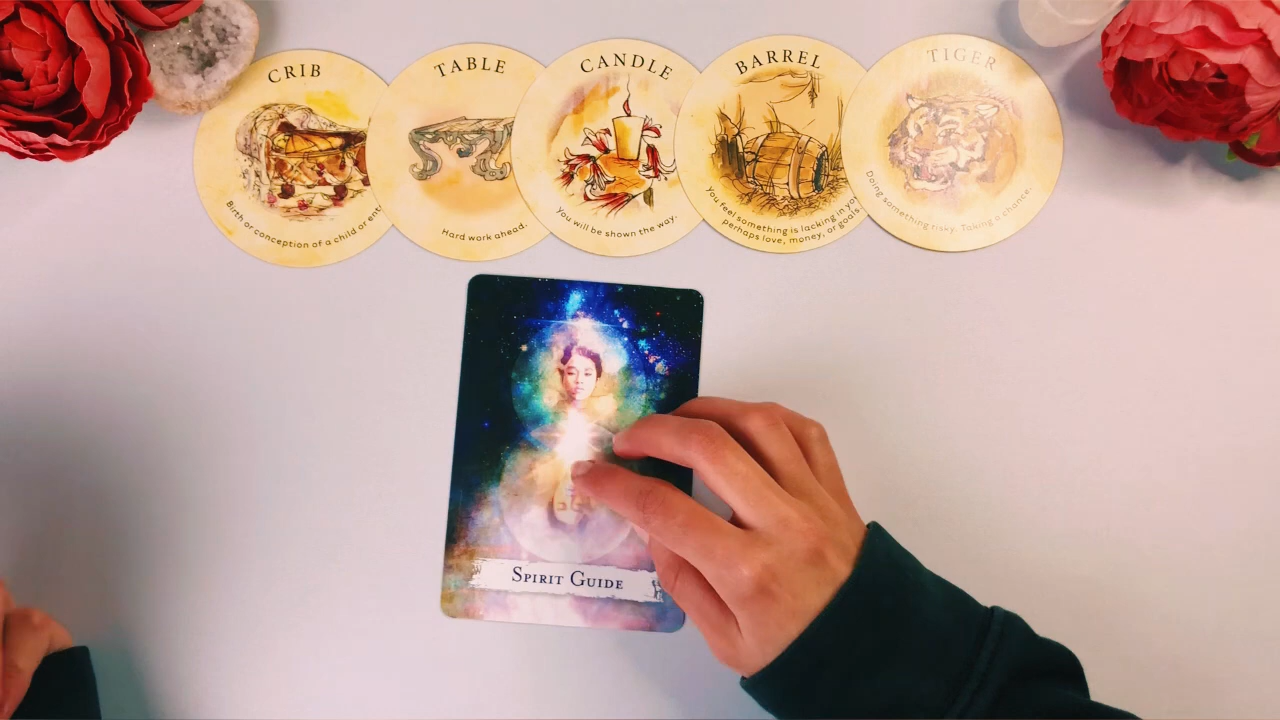 CRIB
Birth or conception of a child or
TABLE
Hard work ahead.
CANDLE
You will be shown the way.
BARREL
You feel something is lacking in
perhaps love, money, or goals.
TIGER
Doing something risky. Taking a chance.
SPIRIT GUIDE